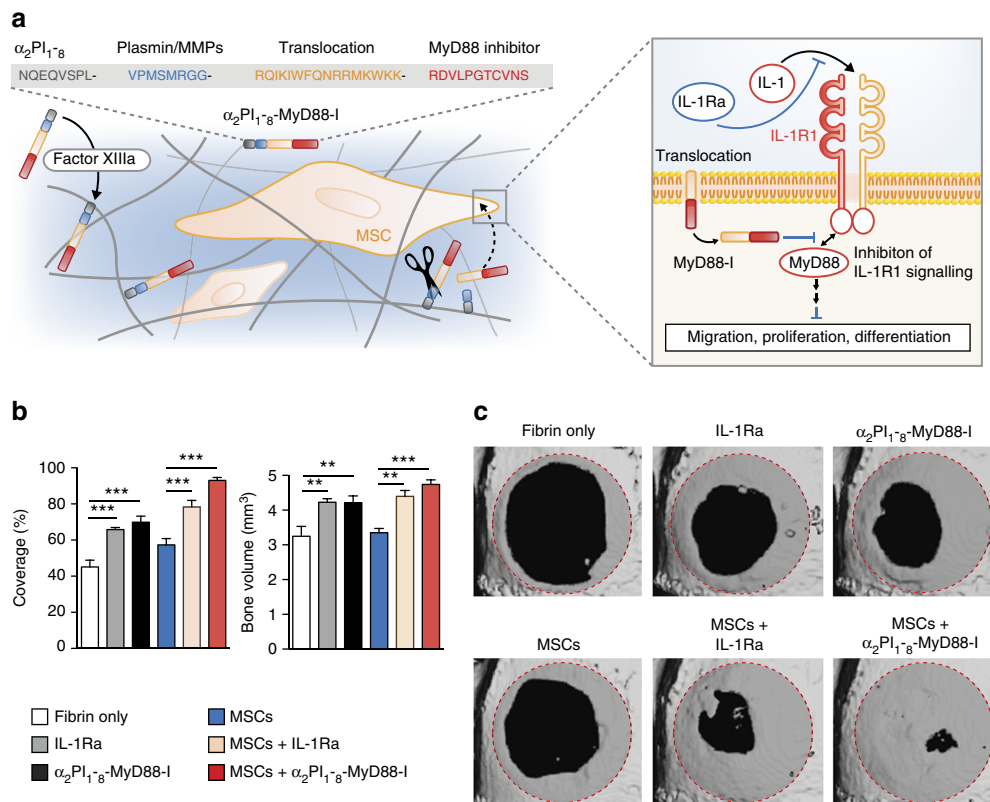 a
α2PI1-8 Plasmin/MMPs Translocation MyD88 inhibitor
NQEQVSPL- VPMSMRGG- RQIKIWFQNRRMKWKK- RDVLPGTCVNS
α2PI1-8-MyD88-I
Factor XIIIa
MSC
IL-1
IL-1Ra
IL-1R1
Translocation
MyD88-I
MyD88
Inhibiton of
IL-1R1 signalling
Migration, proliferation, differentiation
b
Coverage (%)
100
80
60
40
20
0
***
***
***
***
Bone volume (mm3)
5
4
3
2
1
0
**
**
***
**
Fibrin only
IL-1Ra
α2PI1-8-MyD88-I
MSCs
MSCs + IL-1Ra
MSCs + α2PI1-8-MyD88-I
c
Fibrin only
IL-1Ra
α2PI1-8-MyD88-I
MSCs
MSCs +
IL-1Ra
MSCs +
α2PI1-8-MyD88-I